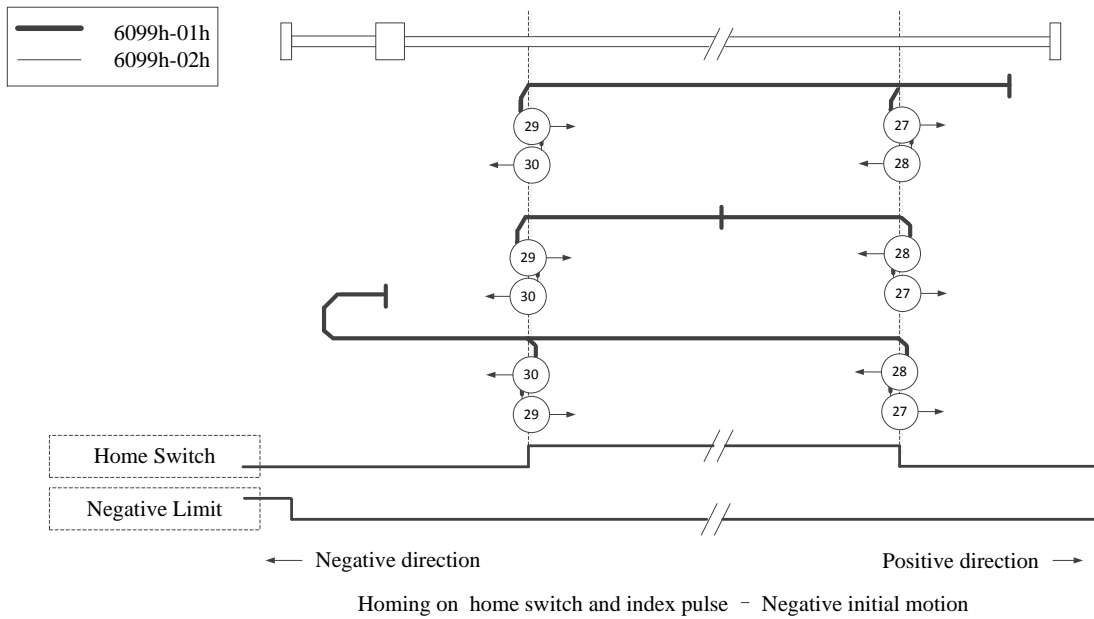 6099h-01h
6099h-02h
29
27
30
28
29
28
30
27
30
28
29
27
Home Switch
Negative Limit
Negative direction
Positive direction
Homing on home switch and index pulse - Negative initial motion